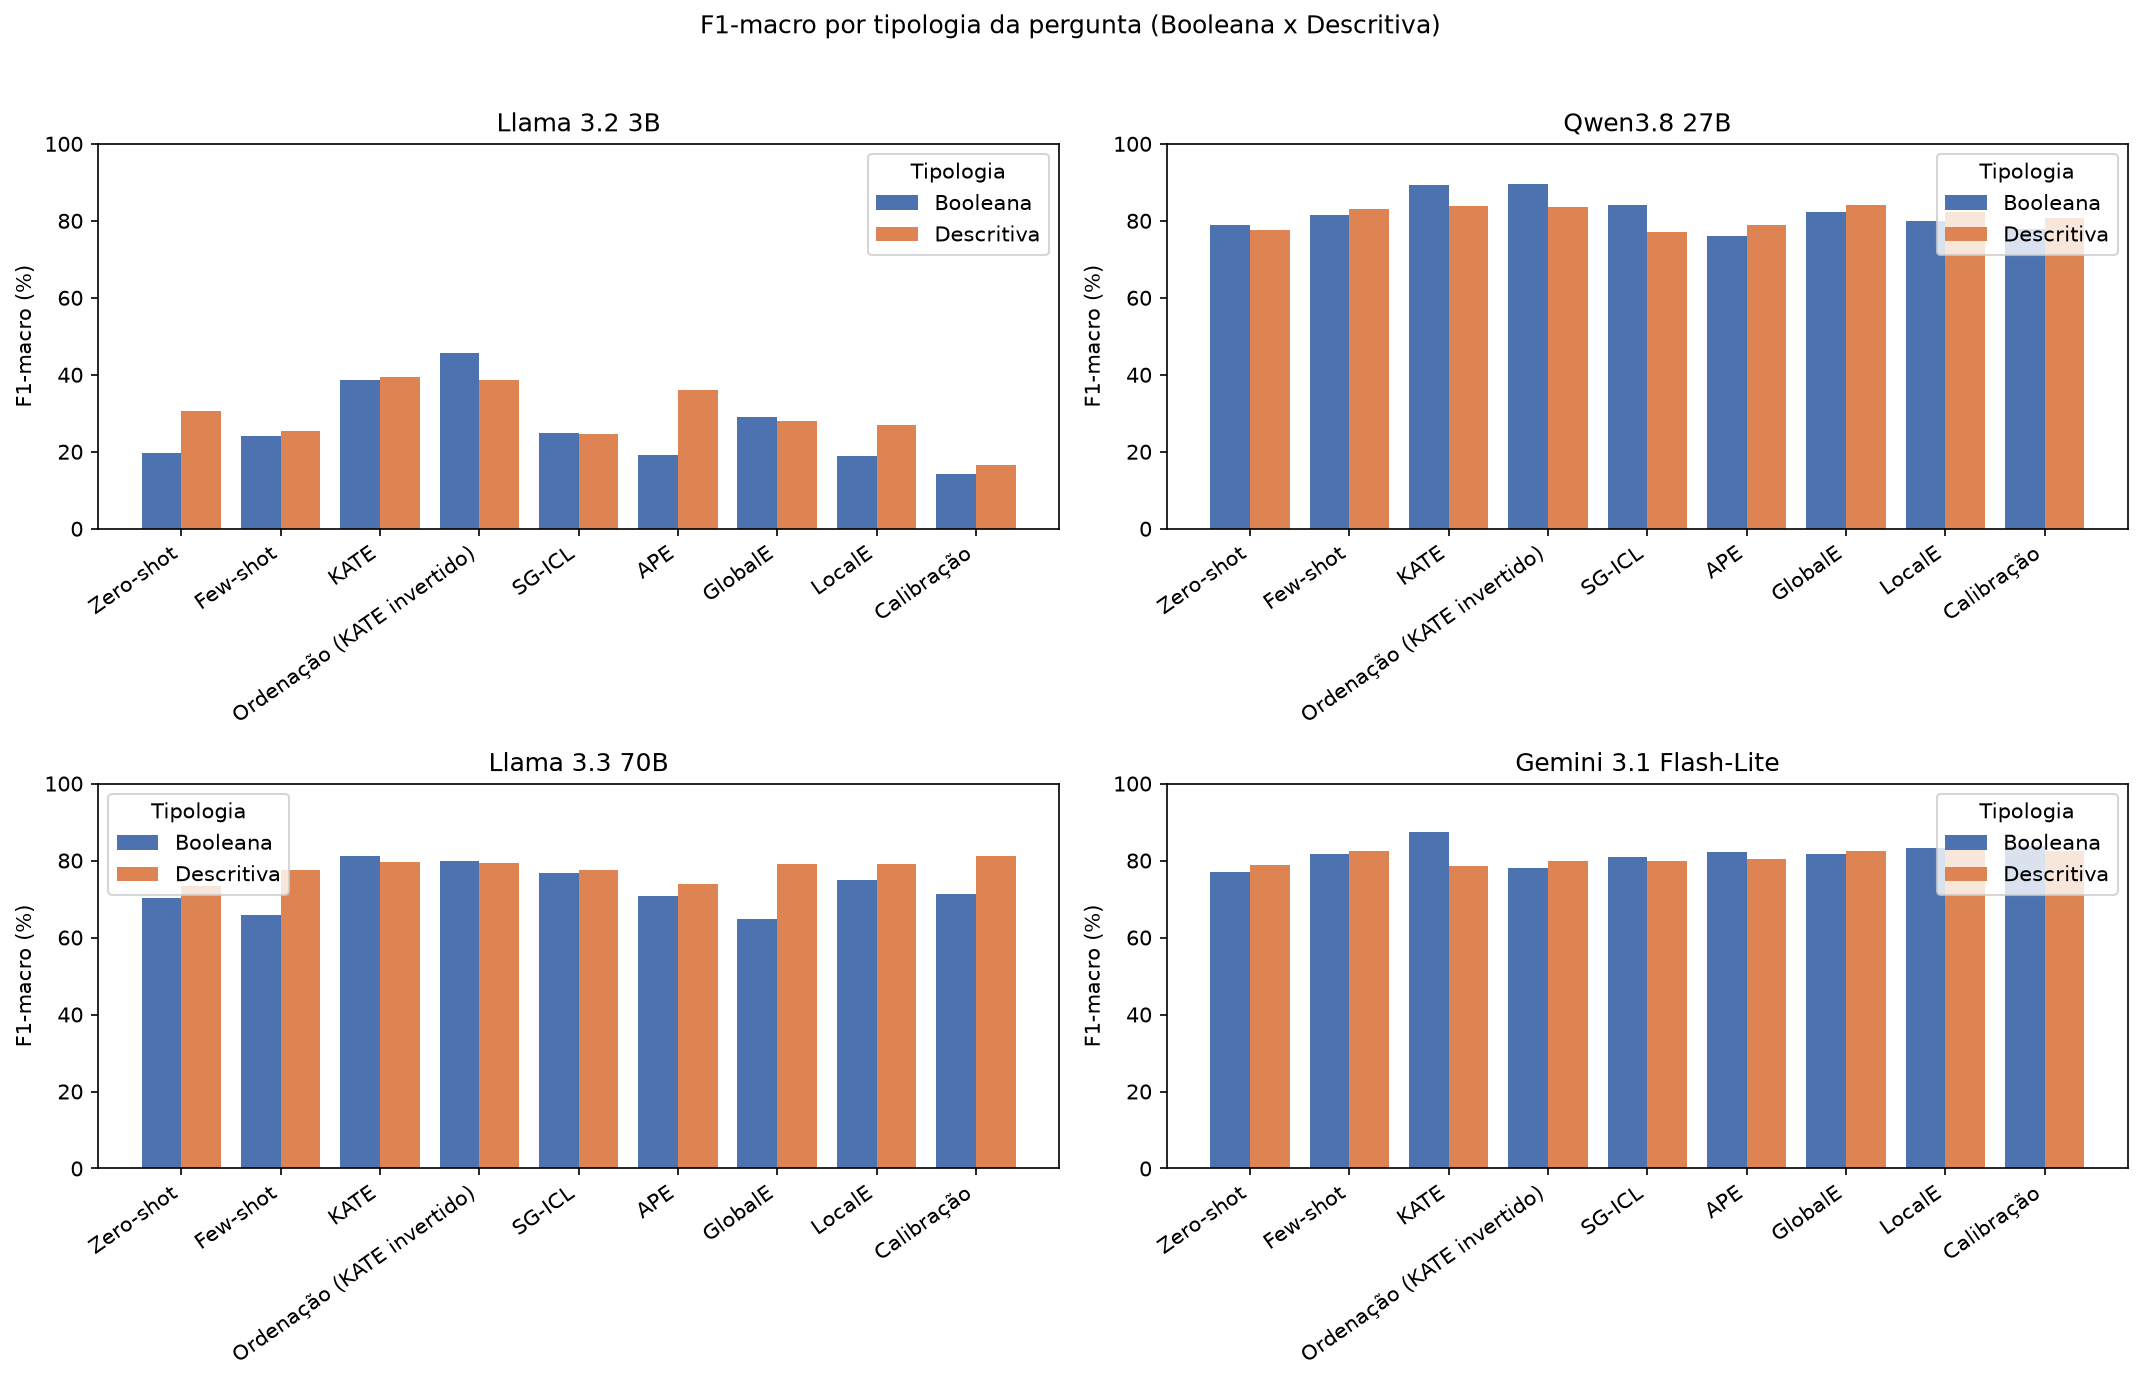 F1-macro por tipologia da pergunta (Booleana x Descritiva)
Llama 3.2 3B
100
80
60
40
20
0
F1-macro (%)
Tipologia
Booleana
Descritiva
Zero-shot
Few-shot
KATE
Ordenação (KATE invertido)
SG-ICL
APE
GlobalE
LocalE
Calibração
Qwen3.8 27B
100
80
60
40
20
0
F1-macro (%)
Tipologia
Booleana
Descritiva
Zero-shot
Few-shot
KATE
Ordenação (KATE invertido)
SG-ICL
APE
GlobalE
LocalE
Calibração
Llama 3.3 70B
100
80
60
40
20
0
F1-macro (%)
Tipologia
Booleana
Descritiva
Zero-shot
Few-shot
KATE
Ordenação (KATE invertido)
SG-ICL
APE
GlobalE
LocalE
Calibração
Gemini 3.1 Flash-Lite
100
80
60
40
20
0
F1-macro (%)
Tipologia
Booleana
Descritiva
Zero-shot
Few-shot
KATE
Ordenação (KATE invertido)
SG-ICL
APE
GlobalE
LocalE
Calibração